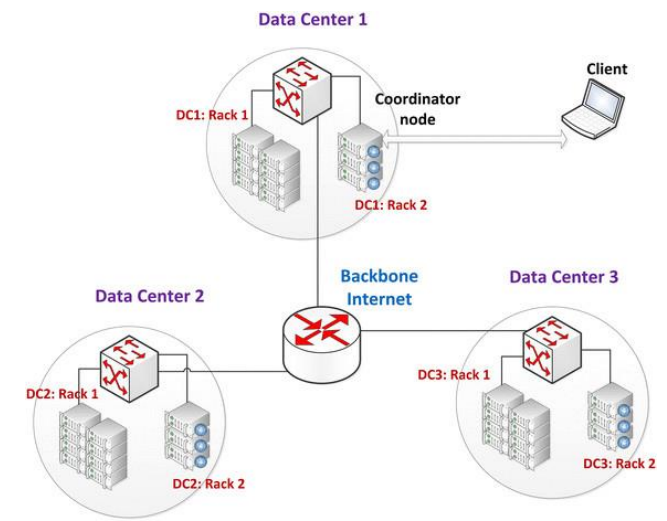 Data Center 1
Client
Coordinator
node
DC1: Rack 1
DC1: Rack 2
Backbone
Internet
Data Center 2
Data Center 3
DC2: Rack 1
DC3: Rack 1
DC3: Rack 2
DC2: Rack 2